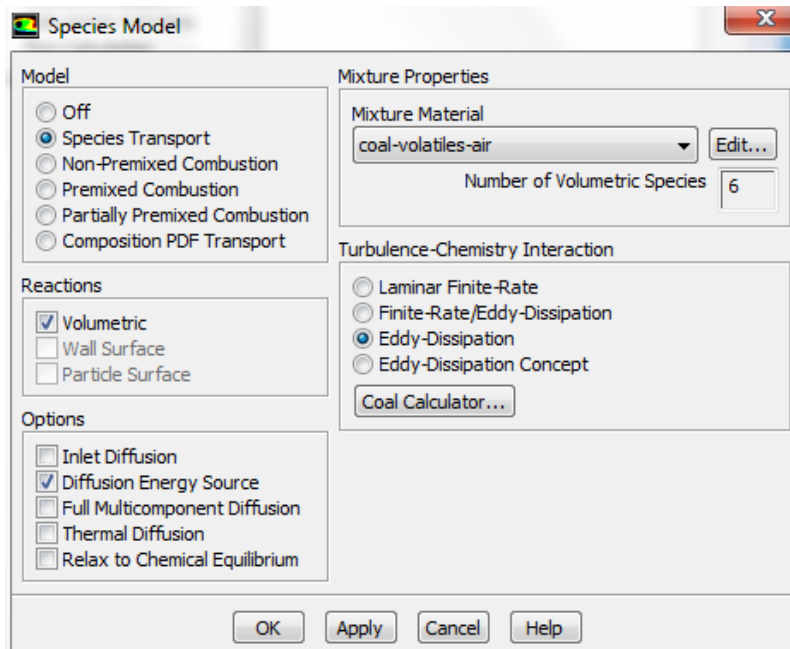 Species Model
Model
Off
Species Transport
Non-Premixed Combustion
Premixed Combustion
Partially Premixed Combustion
Composition PDF Transport
Reactions
Volumetric
Wall Surface
Particle Surface
Options
Inlet Diffusion
Diffusion Energy Source
Full Multicomponent Diffusion
Thermal Diffusion
Relax to Chemical Equilibrium
Mixture Properties
Mixture Material
coal-volatiles-air Edit...
Number of Volumetric Species 6
Turbulence-Chemistry Interaction
Laminar Finite-Rate
Finite-Rate/Eddy-Dissipation
Eddy-Dissipation
Eddy-Dissipation Concept
Coal Calculator...
OK Apply Cancel Help